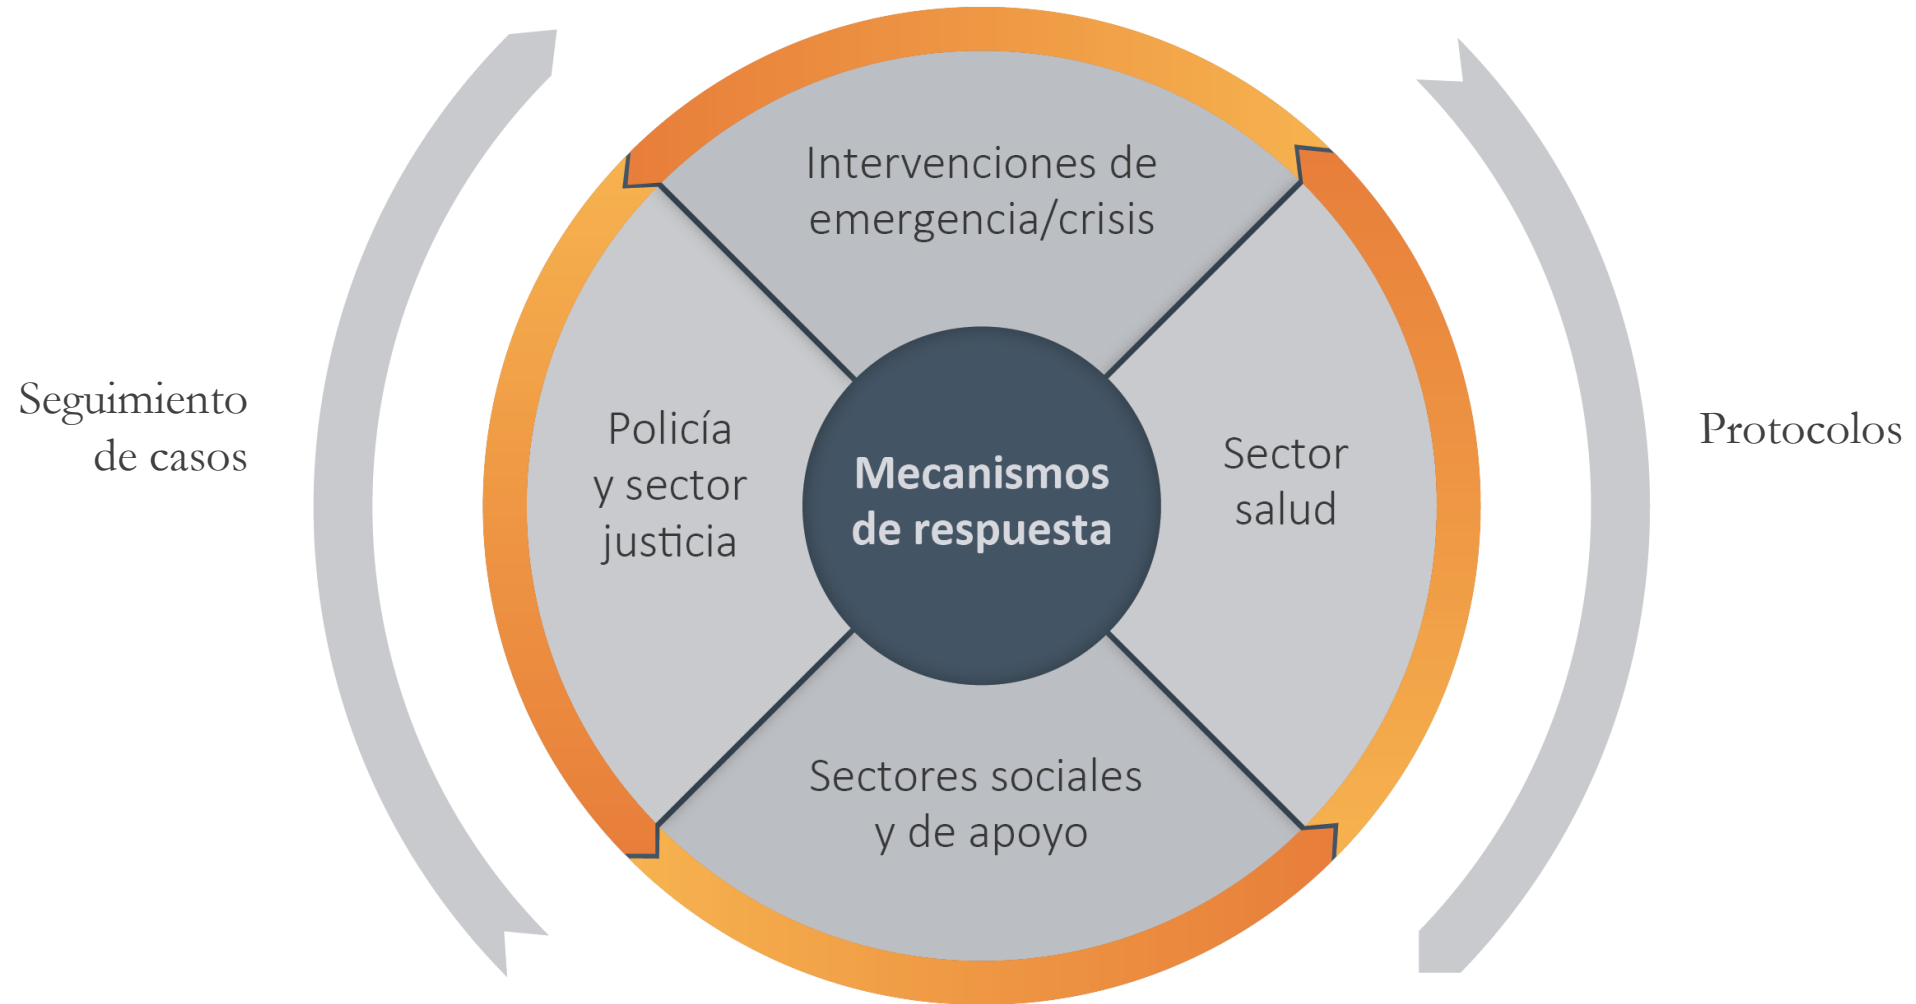 Intervenciones de
emergencia/crisis
Seguimiento
de casos
Policía
y sector
justicia
Mecanismos
de respuesta
Sector
salud
Protocolos
Sectores sociales
y de apoyo